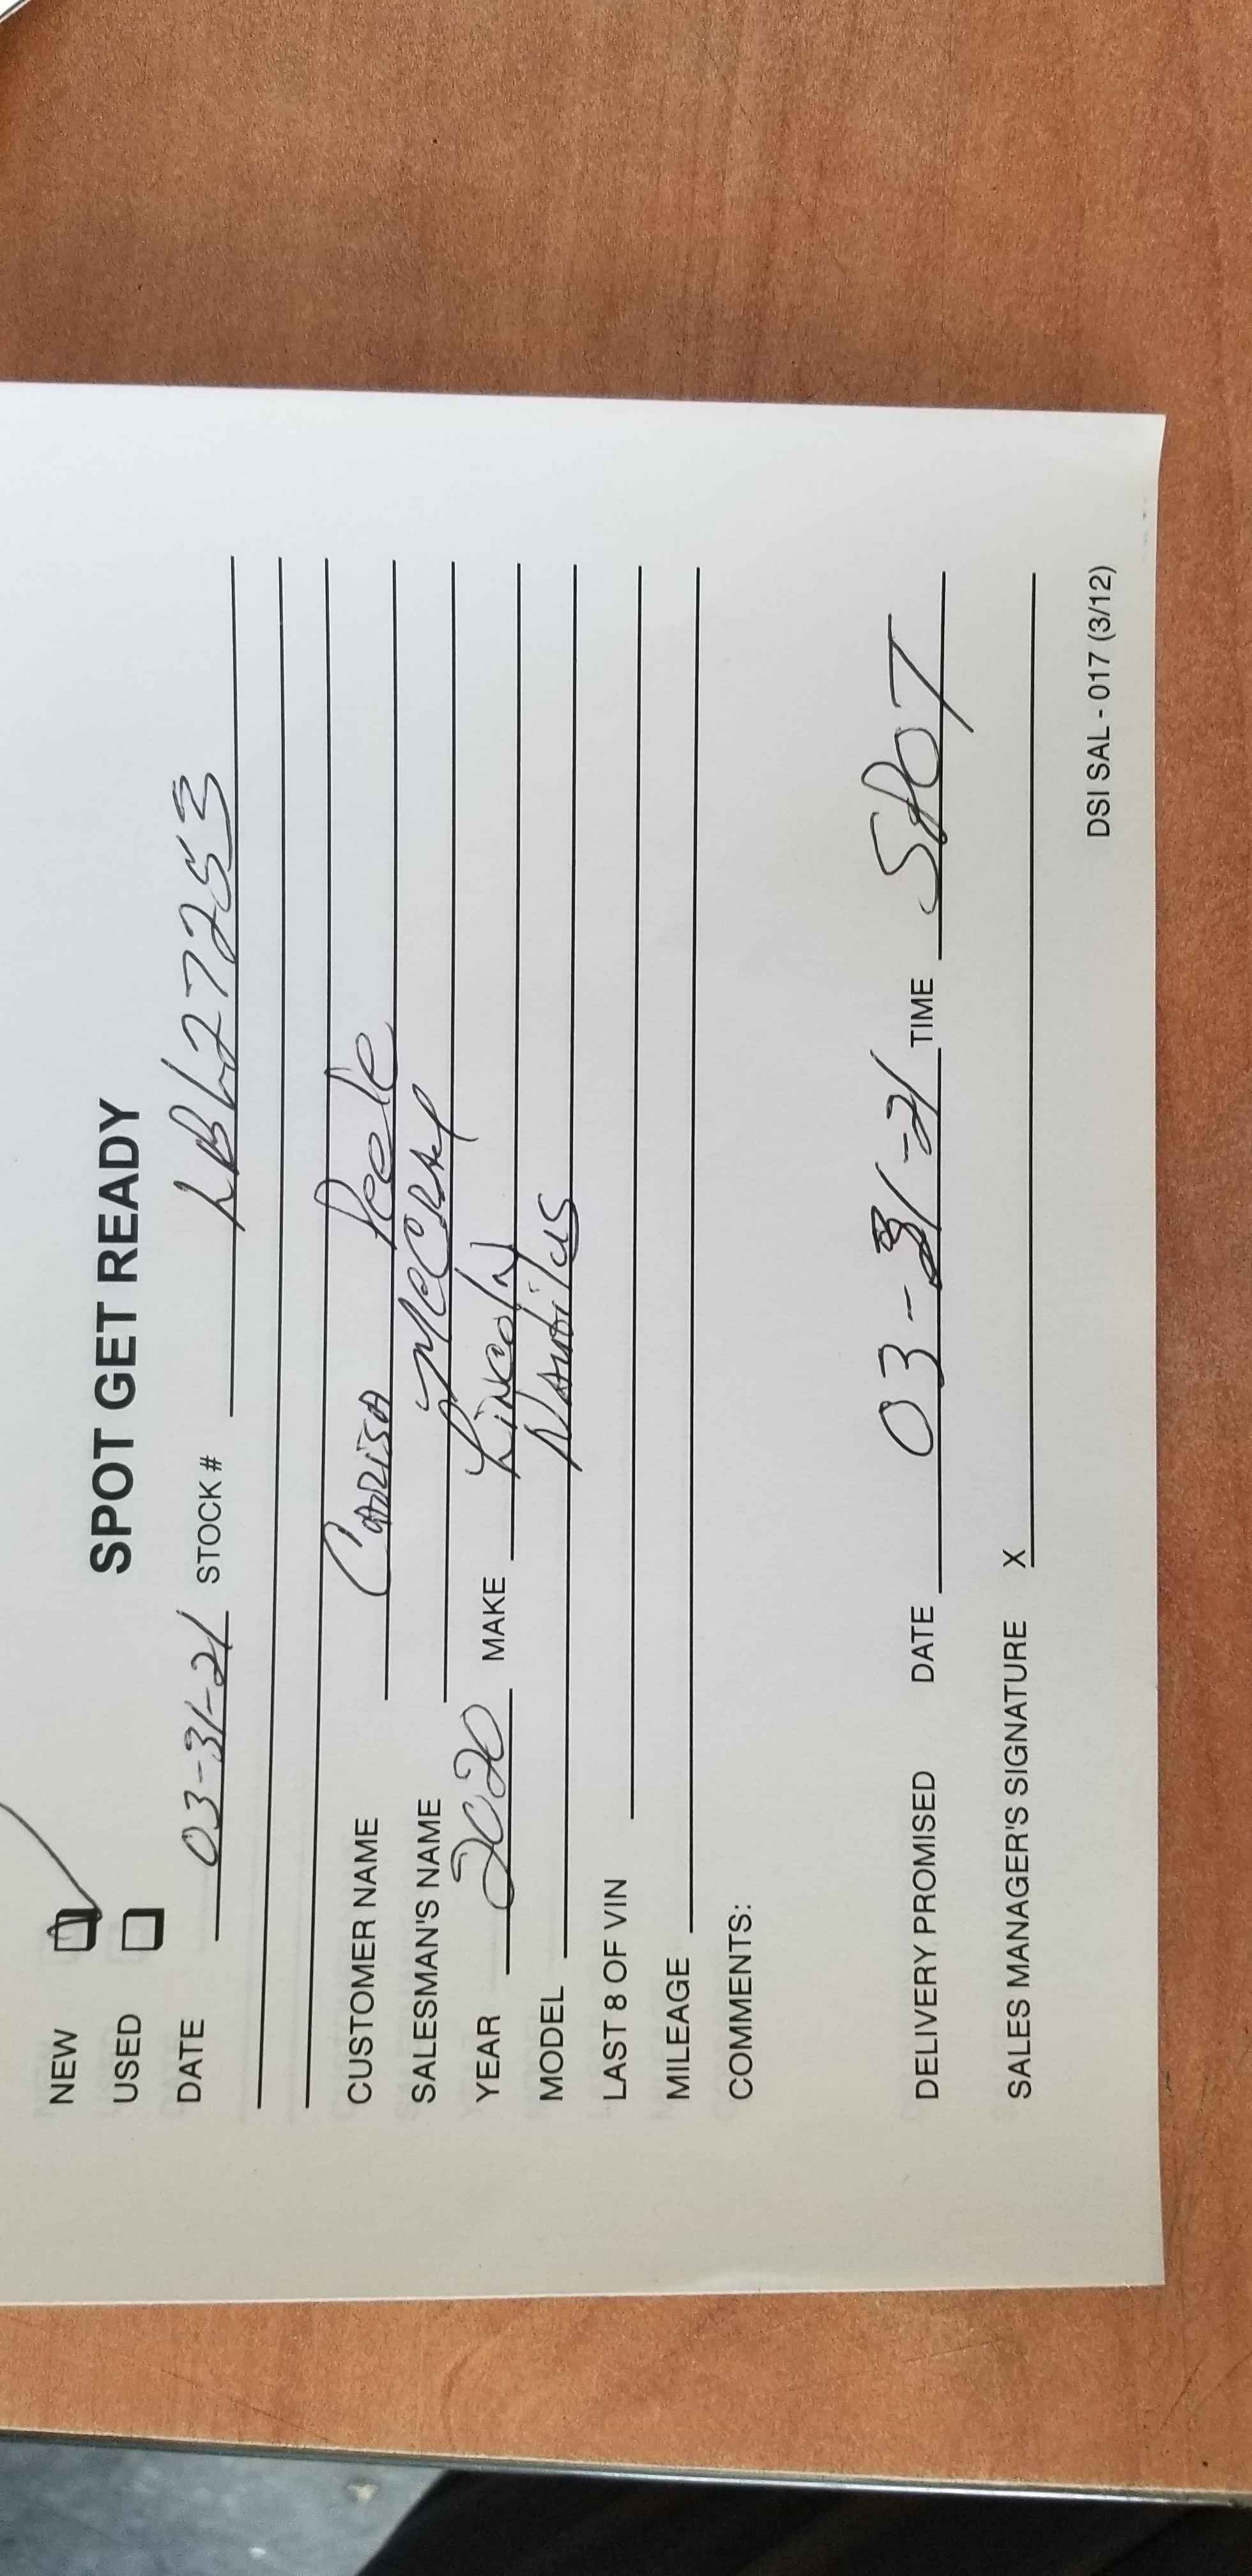 SPOT GET READY
NEW
USED
DATE 03-31-21 STOCK # LBL27253
CUSTOMER NAME Carrisa Peele
SALESMAN'S NAME McCray
YEAR 2020 MAKE Lincoln
MODEL Nautilus
LAST 8 OF VIN
MILEAGE
COMMENTS:
DELIVERY PROMISED DATE 03-31-21 TIME SPOT
SALES MANAGER'S SIGNATURE X
DSI SAL - 017 (3/12)